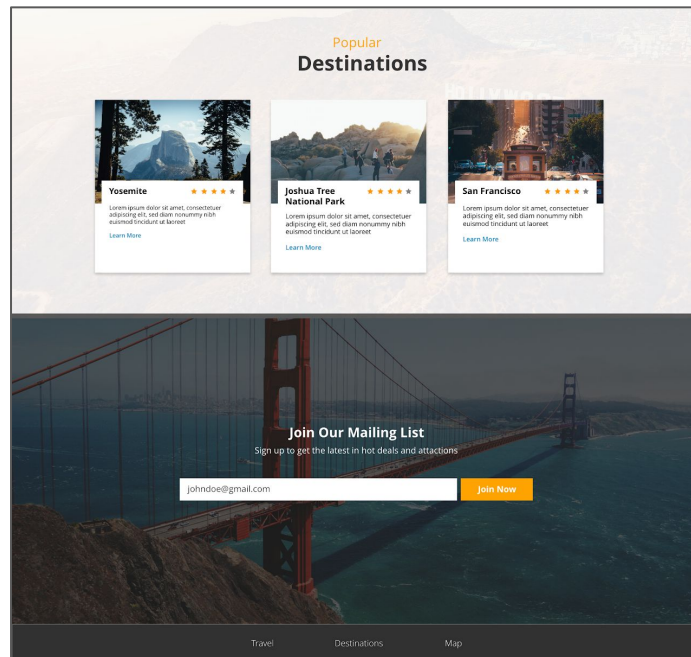 Popular
Destinations
HOLLYWOOD
Yosemite
Lorem ipsum dolor sit amet, consectetuer
adipiscing elit, sed diam nonummy nibh
euismod tincidunt ut laoreet
Learn More
Joshua Tree
National Park
Lorem ipsum dolor sit amet, consectetuer
adipiscing elit, sed diam nonummy nibh
euismod tincidunt ut laoreet
Learn More
San Francisco
Lorem ipsum dolor sit amet, consectetuer
adipiscing elit, sed diam nonummy nibh
euismod tincidunt ut laoreet
Learn More
Join Our Mailing List
Sign up to get the latest in hot deals and attactions
johndoe@gmail.com
Join Now
Travel
Destinations
Map